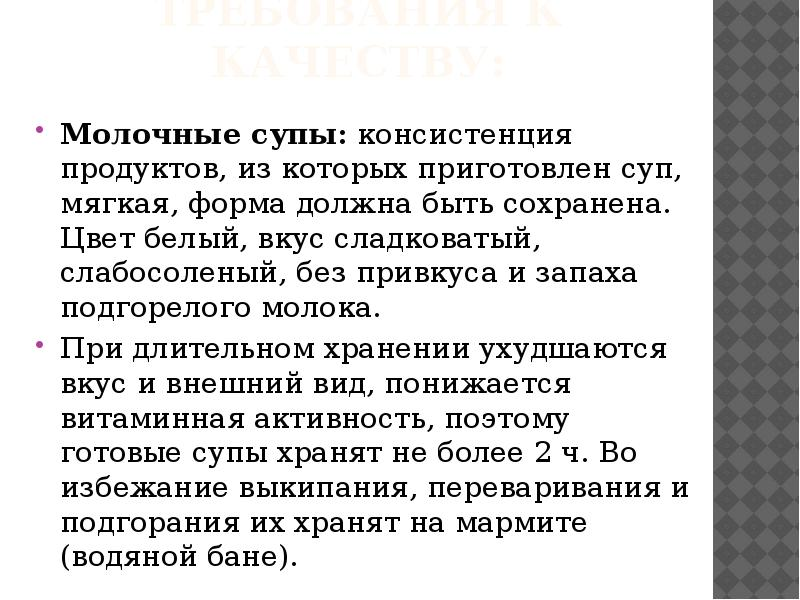 ТРЕБОВАНИЯ К
КАЧЕСТВУ:
• Молочные супы: консистенция
продуктов, из которых приготовлен суп,
мягкая, форма должна быть сохранена.
Цвет белый, вкус сладковатый,
слабосоленый, без привкуса и запаха
подгорелого молока.
• При длительном хранении ухудшаются
вкус и внешний вид, понижается
витаминная активность, поэтому
готовые супы хранят не более 2 ч. Во
избежание выкипания, переваривания и
подгорания их хранят на мармите
(водяной бане).